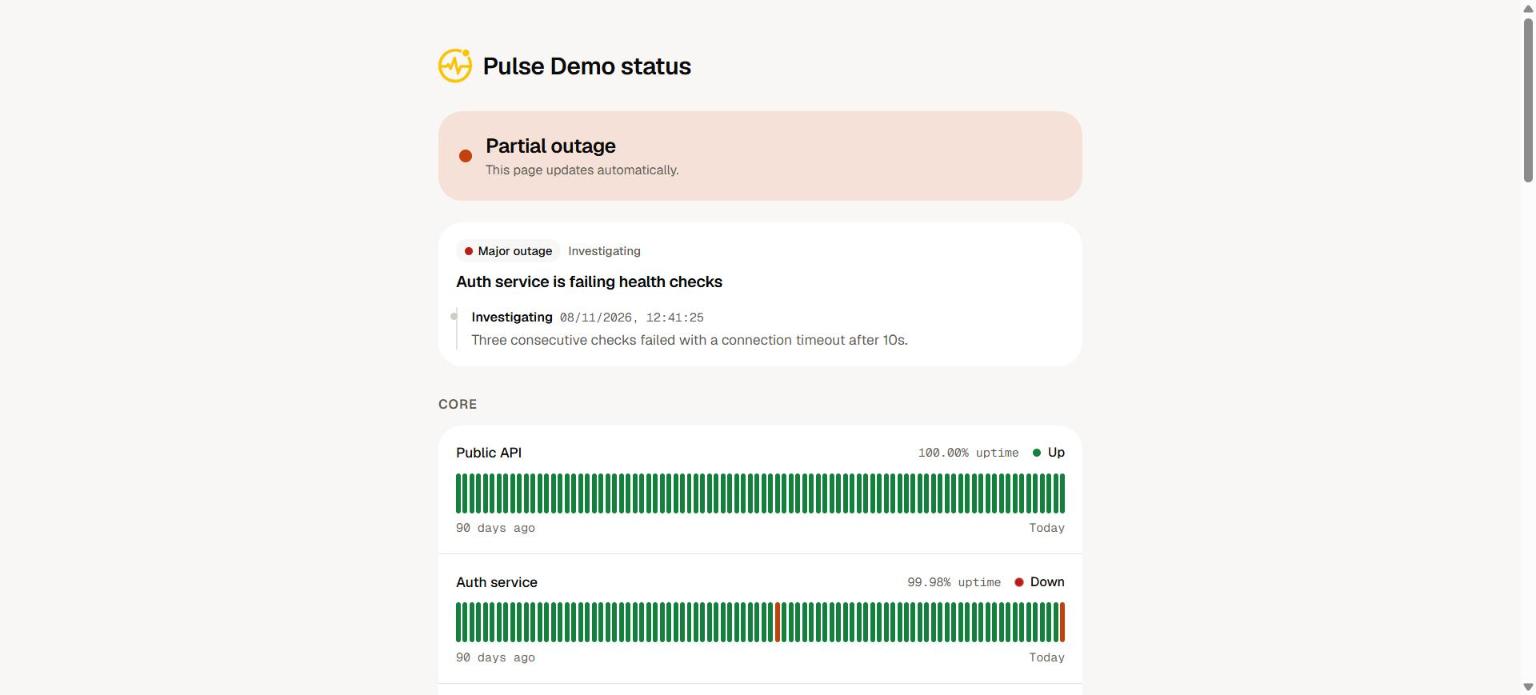 Pulse Demo status
Partial outage
This page updates automatically.
Major outage Investigating
Auth service is failing health checks
Investigating 08/11/2026, 12:41:25
Three consecutive checks failed with a connection timeout after 10s.
CORE
Public API 100.00% uptime Up
90 days ago Today
Auth service 99.98% uptime Down
90 days ago Today